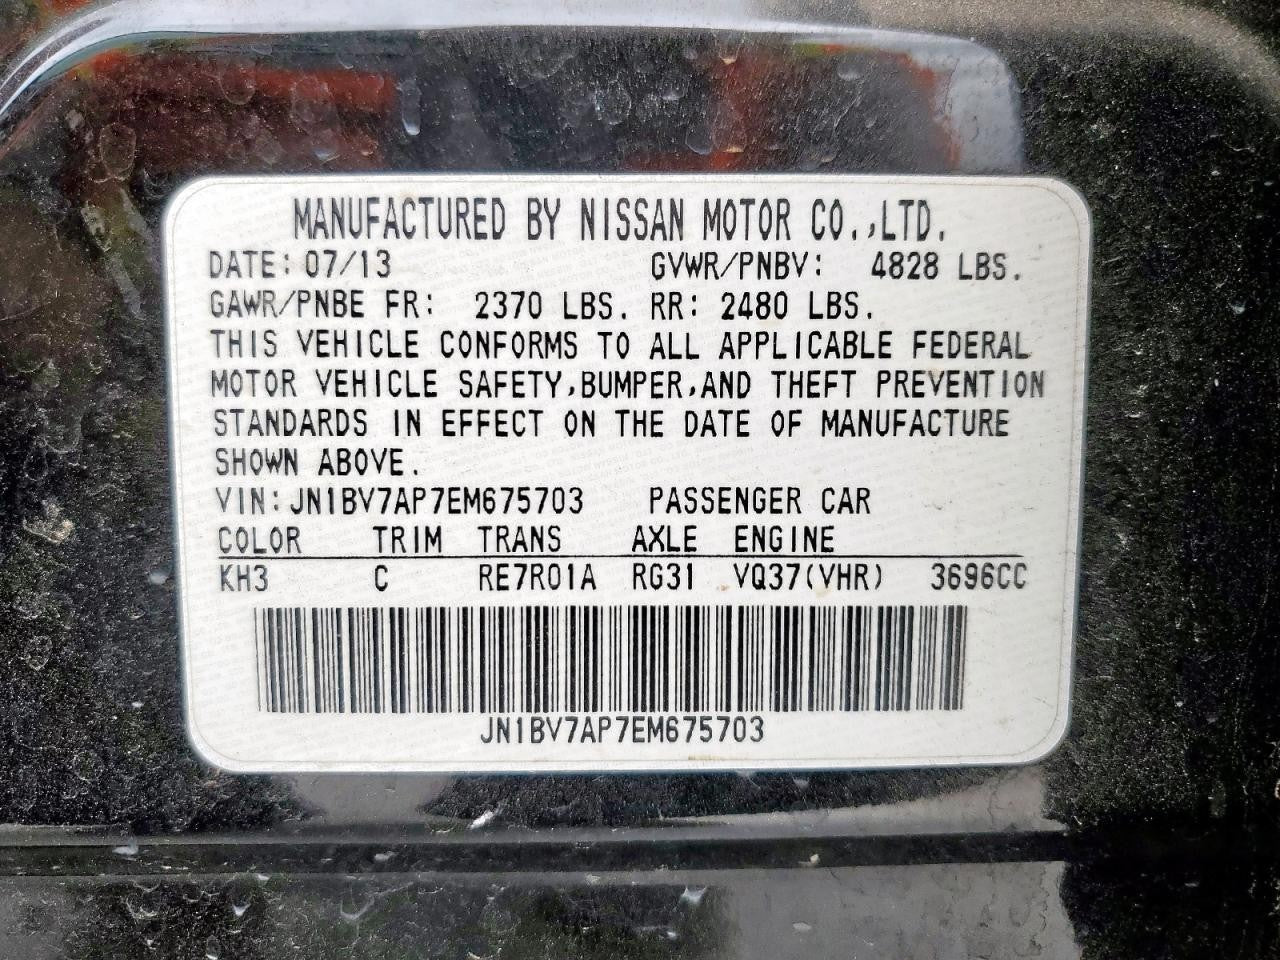 MANUFACTURED BY NISSAN MOTOR CO.,LTD.
DATE: 07/13 GVWR/PNBV: 4828 LBS.
GAWR/PNBE FR: 2370 LBS. RR: 2480 LBS.
THIS VEHICLE CONFORMS TO ALL APPLICABLE FEDERAL
MOTOR VEHICLE SAFETY,BUMPER,AND THEFT PREVENTION
STANDARDS IN EFFECT ON THE DATE OF MANUFACTURE
SHOWN ABOVE.
VIN:JN1BV7AP7EM675703 PASSENGER CAR
COLOR TRIM TRANS AXLE ENGINE
KH3 C RE7R01A RG31 VQ37(VHR) 3696CC
JN1BV7AP7EM675703